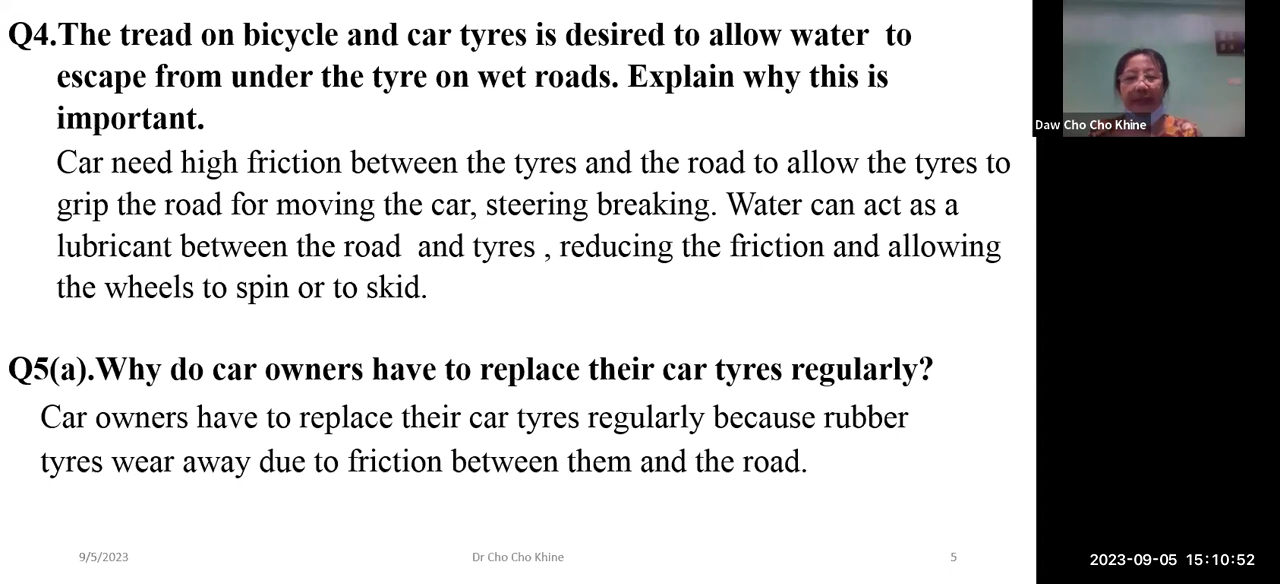 Q4.The tread on bicycle and car tyres is desired to allow water to
escape from under the tyre on wet roads. Explain why this is
important.
Car need high friction between the tyres and the road to allow the tyres to
grip the road for moving the car, steering breaking. Water can act as a
lubricant between the road and tyres , reducing the friction and allowing
the wheels to spin or to skid.
Q5(a).Why do car owners have to replace their car tyres regularly?
Car owners have to replace their car tyres regularly because rubber
tyres wear away due to friction between them and the road.
9/5/2023
Dr Cho Cho Khine
5
Daw Cho Cho Khine
2023-09-05 15:10:52